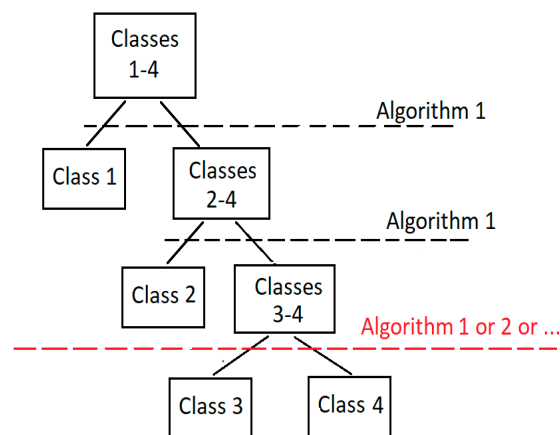 Classes
1-4
Algorithm 1
Class 1
Classes
2-4
Algorithm 1
Class 2
Classes
3-4
Algorithm 1 or 2 or ...
Class 3
Class 4